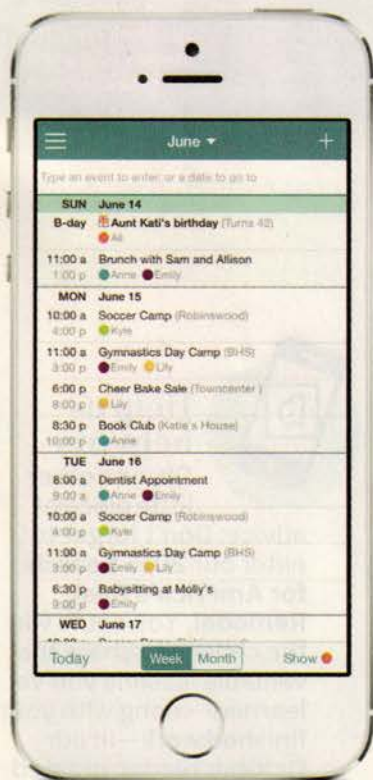 June
Type an event to enter or a date to go to
SUN June 14
B-day Aunt Kati's birthday (Turns 42)
All
11:00 a Brunch with Sam and Allison
1:00 p Anne Emily
MON June 15
10:00 a Soccer Camp (Robinswood)
4:00 p Kyle
11:00 a Gymnastics Day Camp (BHS)
3:00 p Emily Lily
6:00 p Cheer Bake Sale (Towncenter )
8:00 p Lily
8:30 p Book Club (Katie's House)
10:00 p Anne
TUE June 16
8:00 a Dentist Appointment
9:00 a Anne Emily
10:00 a Soccer Camp (Robinswood)
4:00 p Kyle
11:00 a Gymnastics Day Camp (BHS)
3:00 p Emily Lily
6:30 p Babysitting at Molly's
9:00 p Emily
WED June 17
Today Week Month Show